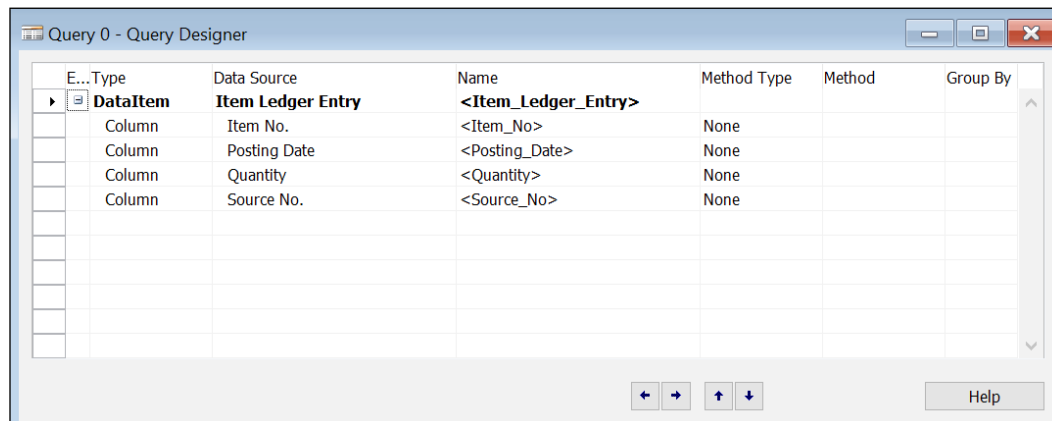 Query 0 - Query Designer
E... Type Data Source Name Method Type Method Group By
DataItem Item Ledger Entry <Item_Ledger_Entry>
Column Item No. <Item_No> None
Column Posting Date <Posting_Date> None
Column Quantity <Quantity> None
Column Source No. <Source_No> None
Help